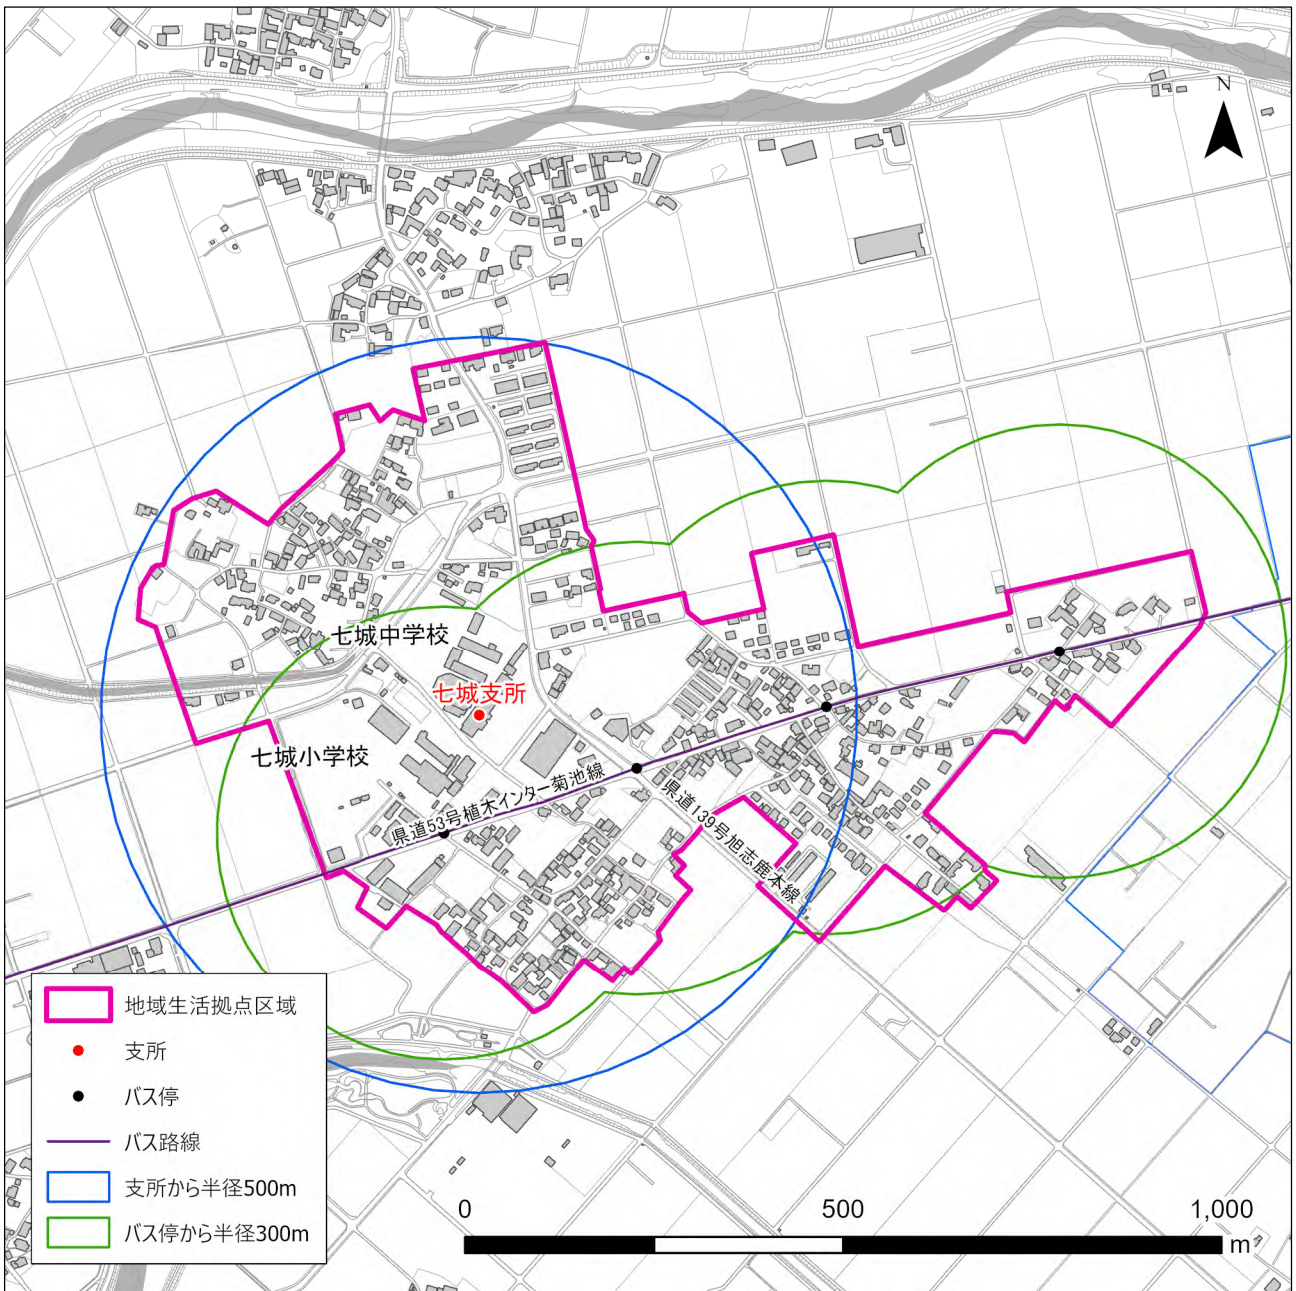 N
七城中学校
七城支所
七城小学校
県道53号植木インター菊池線
県道139号旭志鹿本線
地域生活拠点区域
支所
バス停
バス路線
支所から半径500m
バス停から半径300m
0 500 1,000
m